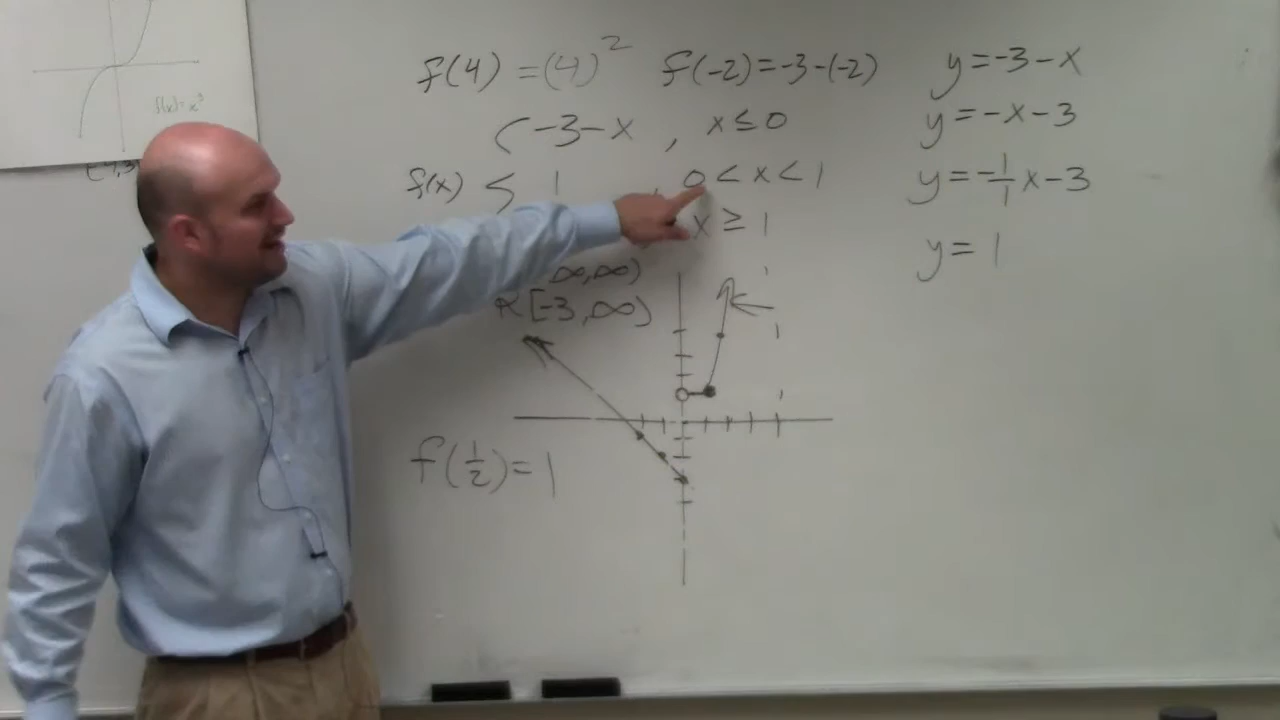 f(x)=x³
f(4) = (4)² f(-2) = -3-(-2) y = -3 - x
-3 - x , x ≤ 0 y = -x - 3
f(x) 1 , 0 < x < 1 y = -1/1 x - 3
x ≥ 1 y = 1
∞,∞)
R [-3,∞)
f(1/2) = 1